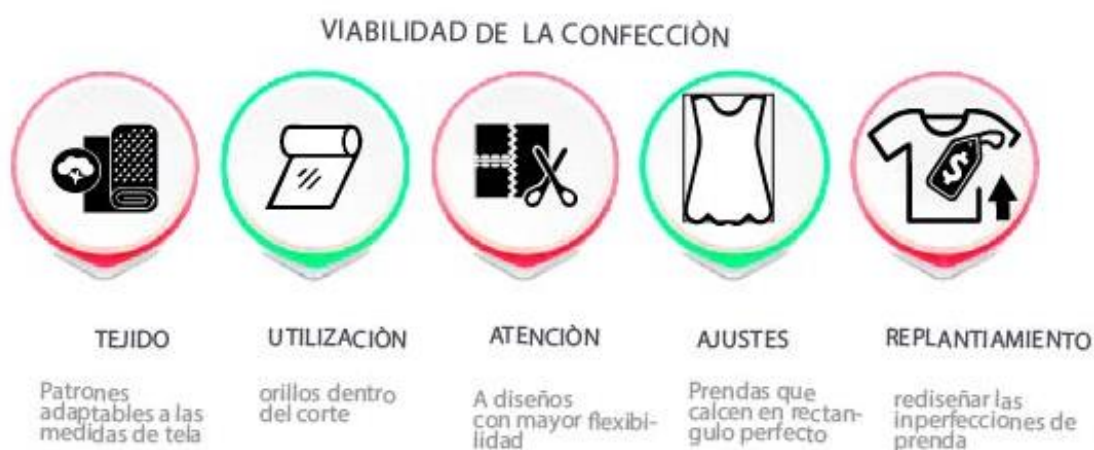 VIABILIDAD DE LA CONFECCIÒN
$
TEJIDO
Patrones
adaptables a las
medidas de tela
UTILIZACIÒN
orillos dentro
del corte
ATENCIÒN
A diseños
con mayor flexibi-
lidad
AJUSTES
Prendas que
calcen en rectan-
gulo perfecto
REPLANTIAMIENTO
rediseñar las
inperfecciones de
prenda